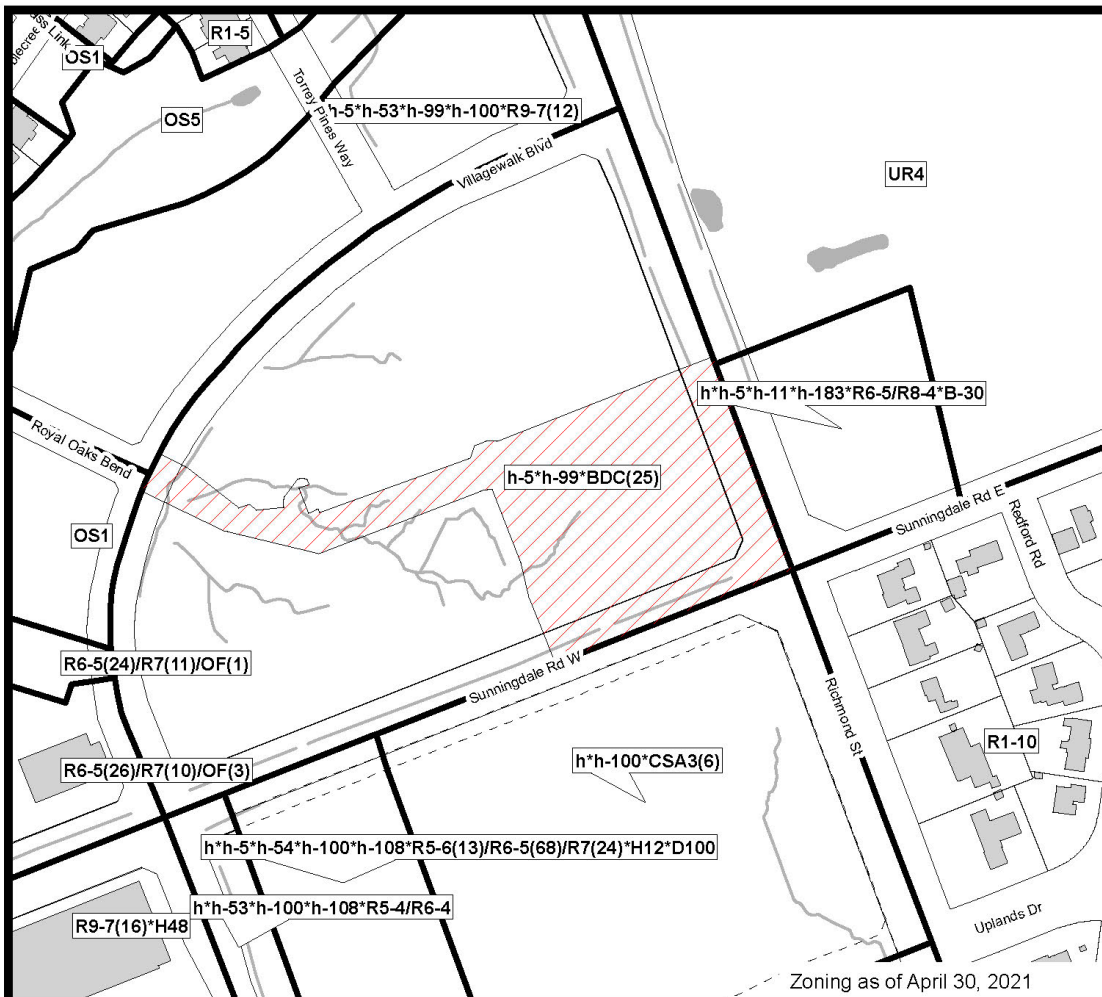 R1-5
OS1
OS5
Torrey Pines Way
h-5*h-53*h-99*h-100*R9-7(12)
Villagewalk Blvd
UR4
h*h-5*h-11*h-183*R6-5/R8-4*B-30
Royal Oaks Bend
h-5*h-99*BDC(25)
Sunningdale Rd E
Redford Rd
OS1
R6-5(24)/R7(11)/OF(1)
Sunningdale Rd W
Richmond St
R1-10
R6-5(26)/R7(10)/OF(3)
h*h-100*CSA3(6)
h*h-5*h-54*h-100*h-108*R5-6(13)/R6-5(68)/R7(24)*H12*D100
h*h-53*h-100*h-108*R5-4/R6-4
R9-7(16)*H48
Uplands Dr
Zoning as of April 30, 2021